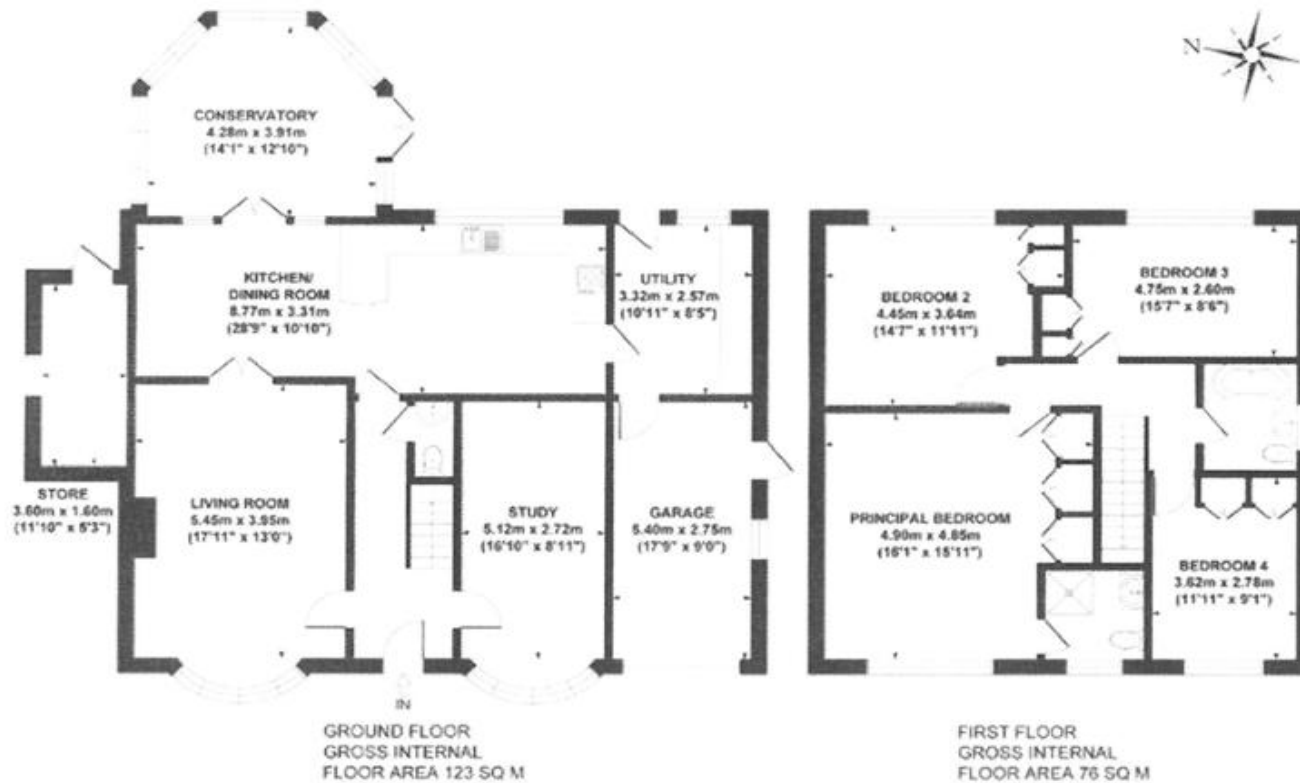 N
CONSERVATORY
4.28m x 3.91m
(14'1" x 12'10")
KITCHEN/
DINING ROOM
8.77m x 3.31m
(28'9" x 10'10")
UTILITY
3.32m x 2.57m
(10'11" x 8'5")
STORE
3.60m x 1.60m
(11'10" x 5'3")
LIVING ROOM
5.45m x 3.95m
(17'11" x 13'0")
STUDY
5.12m x 2.72m
(16'10" x 8'11")
GARAGE
5.40m x 2.75m
(17'9" x 9'0")
IN
GROUND FLOOR
GROSS INTERNAL
FLOOR AREA 123 SQ M
BEDROOM 2
4.45m x 3.64m
(14'7" x 11'11")
BEDROOM 3
4.75m x 2.60m
(15'7" x 8'6")
PRINCIPAL BEDROOM
4.90m x 4.85m
(16'1" x 15'11")
BEDROOM 4
3.62m x 2.78m
(11'11" x 9'1")
FIRST FLOOR
GROSS INTERNAL
FLOOR AREA 76 SQ M